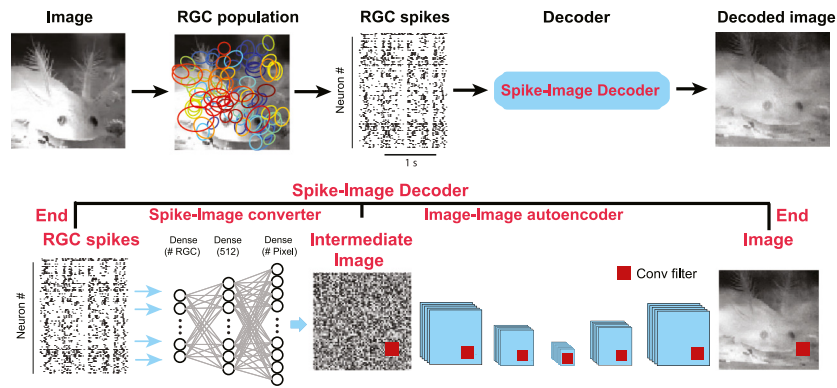 Image
RGC population
RGC spikes
Decoder
Decoded image
Neuron #
Spike-Image Decoder
1 s
Spike-Image Decoder
End
Spike-Image converter
Image-Image autoencoder
End
RGC spikes
Dense
(# RGC)
Dense
(512)
Dense
(# Pixel)
Intermediate
Image
Image
Neuron #
Conv filter